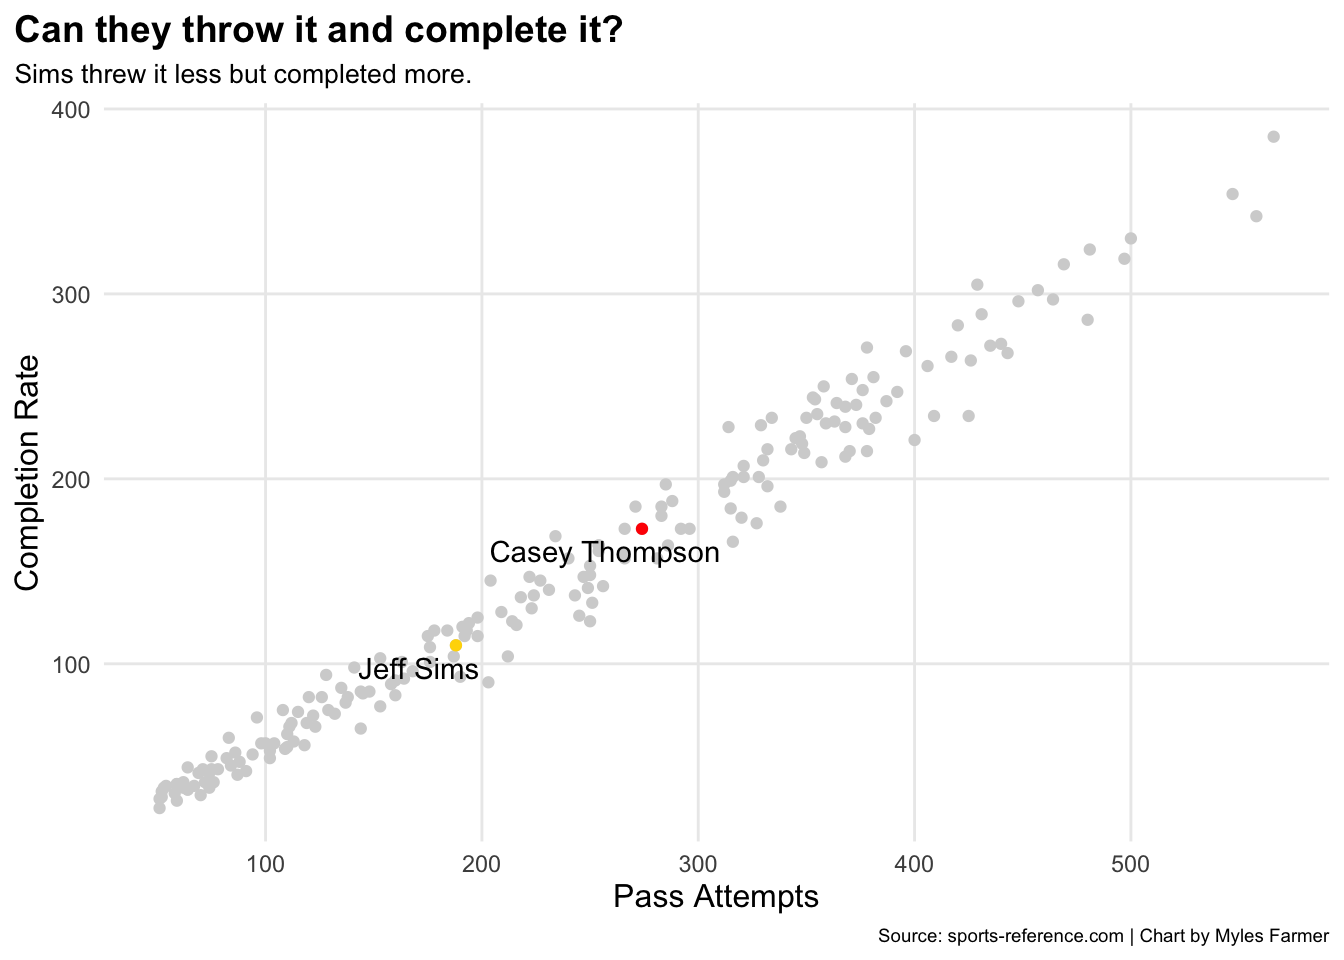 Can they throw it and complete it?
Sims threw it less but completed more.
400
300
200
100
Completion Rate
Casey Thompson
Jeff Sims
100 200 300 400 500
Pass Attempts
Source: sports-reference.com | Chart by Myles Farmer